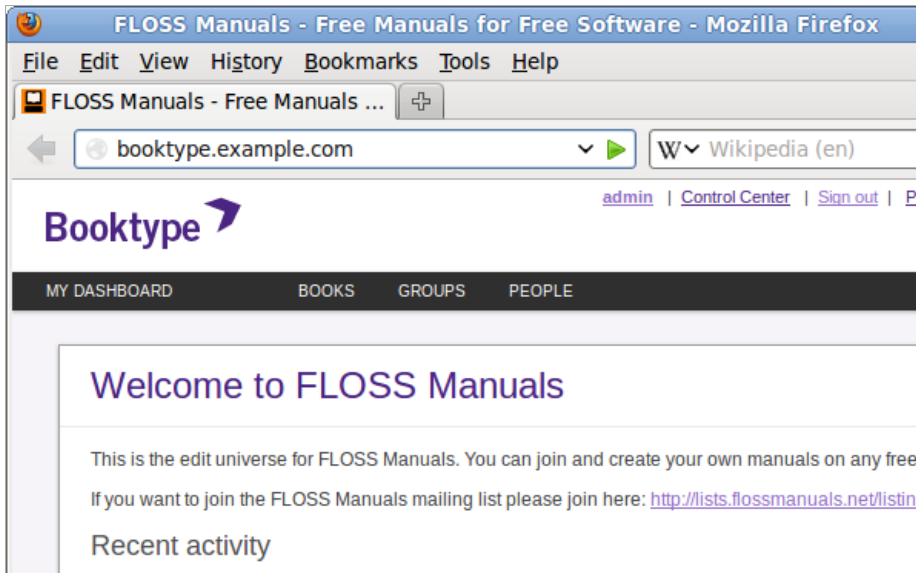 FLOSS Manuals - Free Manuals for Free Software - Mozilla Firefox
File Edit View History Bookmarks Tools Help
FLOSS Manuals - Free Manuals ...
booktype.example.com W Wikipedia (en)
admin | Control Center | Sign out | P
Booktype
MY DASHBOARD BOOKS GROUPS PEOPLE
Welcome to FLOSS Manuals
This is the edit universe for FLOSS Manuals. You can join and create your own manuals on any free
If you want to join the FLOSS Manuals mailing list please join here: http://lists.flossmanuals.net/listin
Recent activity